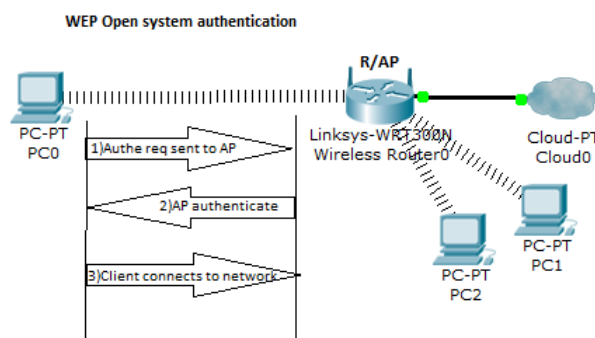 WEP Open system authentication
R/AP
PC-PT
PC0
Linksys-WRT300N
Wireless Router0
Cloud-PT
Cloud0
1)Authe req sent to AP
2)AP authenticate
3)Client connects to network
PC-PT
PC1
PC-PT
PC2